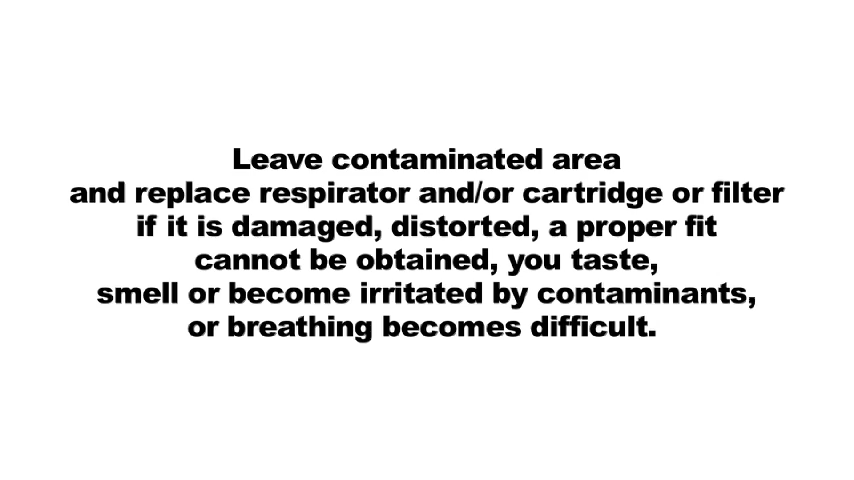 Leave contaminated area
and replace respirator and/or cartridge or filter
if it is damaged, distorted, a proper fit
cannot be obtained, you taste,
smell or become irritated by contaminants,
or breathing becomes difficult.